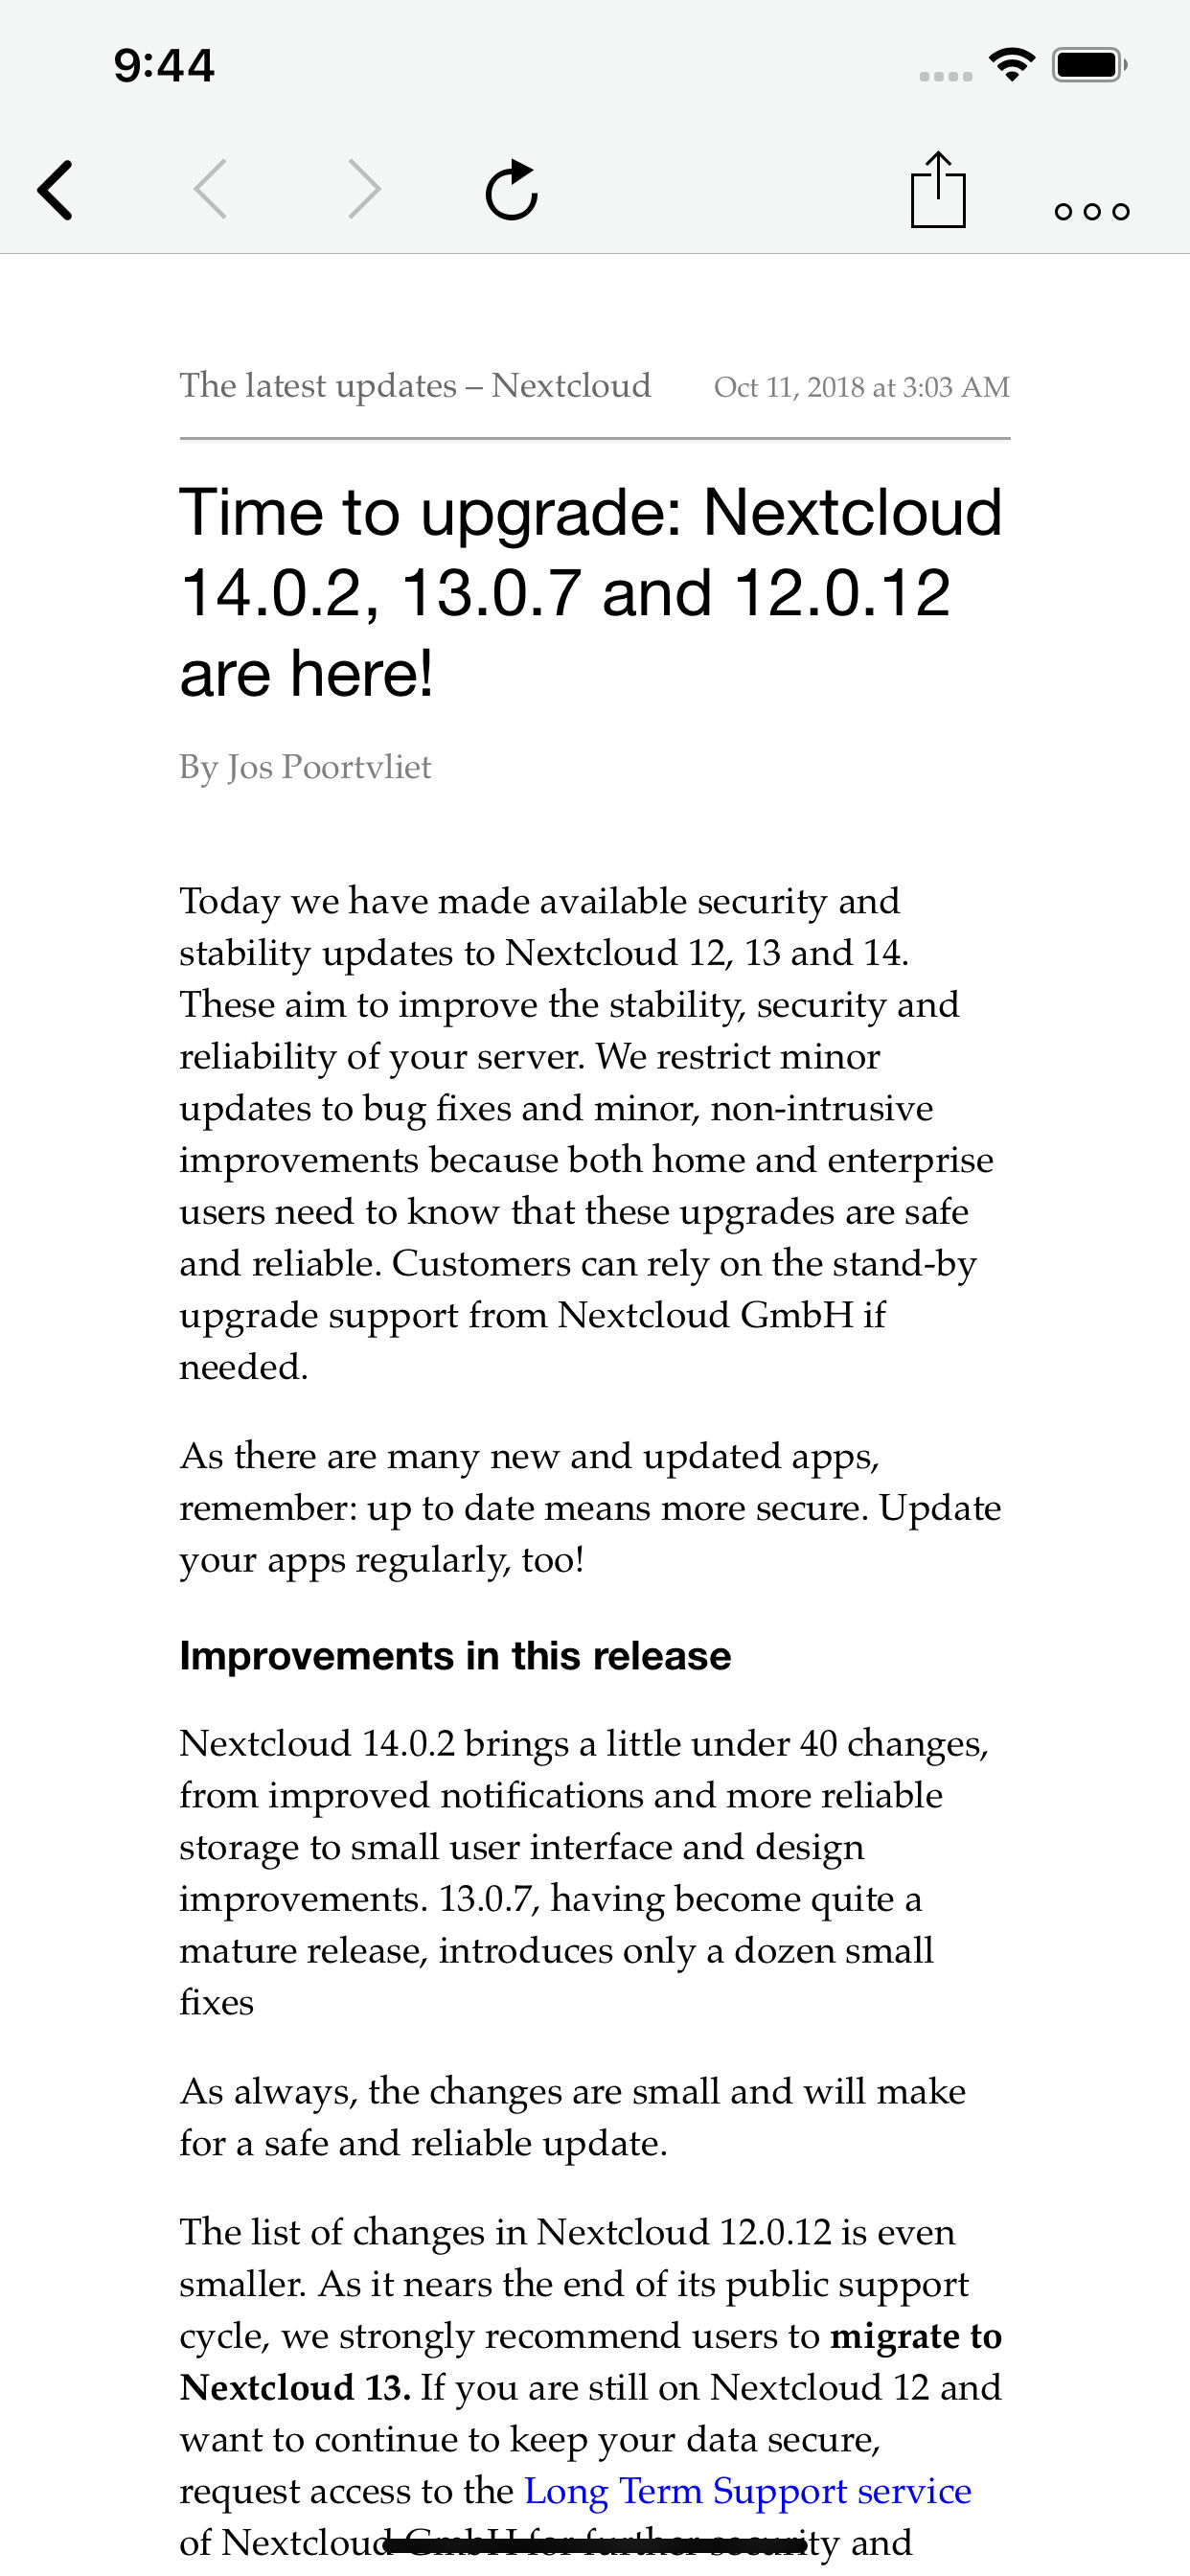 9:44
The latest updates – Nextcloud
Oct 11, 2018 at 3:03 AM
Time to upgrade: Nextcloud
14.0.2, 13.0.7 and 12.0.12
are here!
By Jos Poortvliet
Today we have made available security and
stability updates to Nextcloud 12, 13 and 14.
These aim to improve the stability, security and
reliability of your server. We restrict minor
updates to bug fixes and minor, non-intrusive
improvements because both home and enterprise
users need to know that these upgrades are safe
and reliable. Customers can rely on the stand-by
upgrade support from Nextcloud GmbH if
needed.
As there are many new and updated apps,
remember: up to date means more secure. Update
your apps regularly, too!
Improvements in this release
Nextcloud 14.0.2 brings a little under 40 changes,
from improved notifications and more reliable
storage to small user interface and design
improvements. 13.0.7, having become quite a
mature release, introduces only a dozen small
fixes
As always, the changes are small and will make
for a safe and reliable update.
The list of changes in Nextcloud 12.0.12 is even
smaller. As it nears the end of its public support
cycle, we strongly recommend users to migrate to
Nextcloud 13. If you are still on Nextcloud 12 and
want to continue to keep your data secure,
request access to the Long Term Support service
of Nextcloud GmbH for further security and